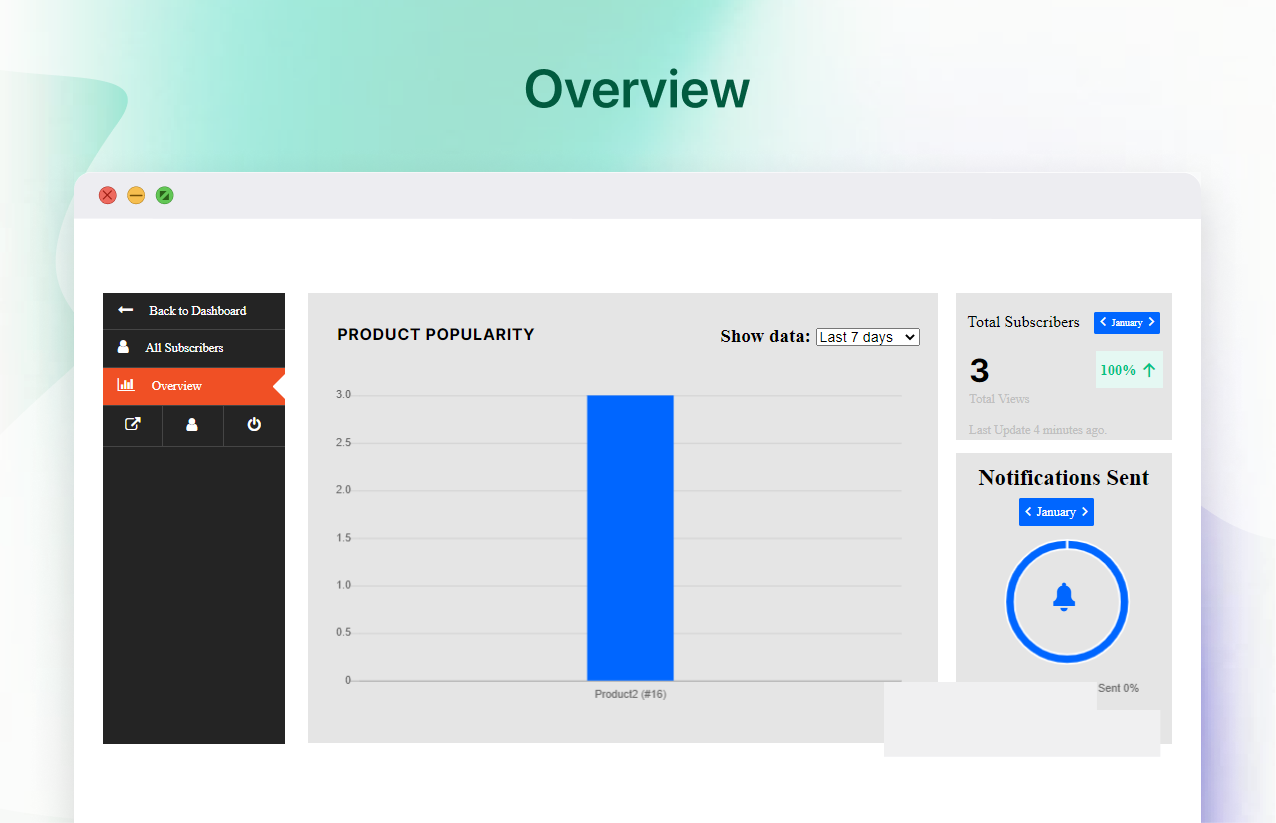 Overview
Back to Dashboard
All Subscribers
Overview
PRODUCT POPULARITY
Show data: Last 7 days
3.0
2.5
2.0
1.5
1.0
0.5
0
Product2 (#16)
Total Subscribers
January
3
100%
Total Views
Last Update 4 minutes ago.
Notifications Sent
January
Sent 0%